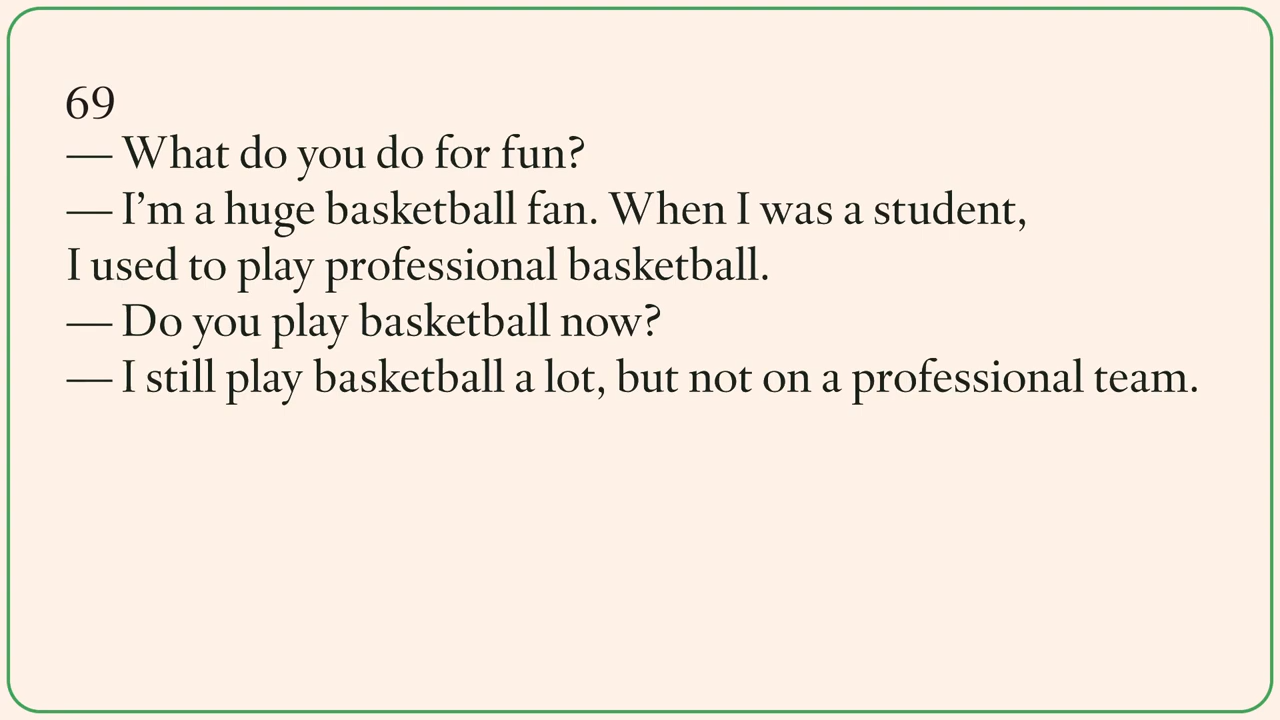 69
— What do you do for fun?
— I’m a huge basketball fan. When I was a student,
I used to play professional basketball.
— Do you play basketball now?
— I still play basketball a lot, but not on a professional team.